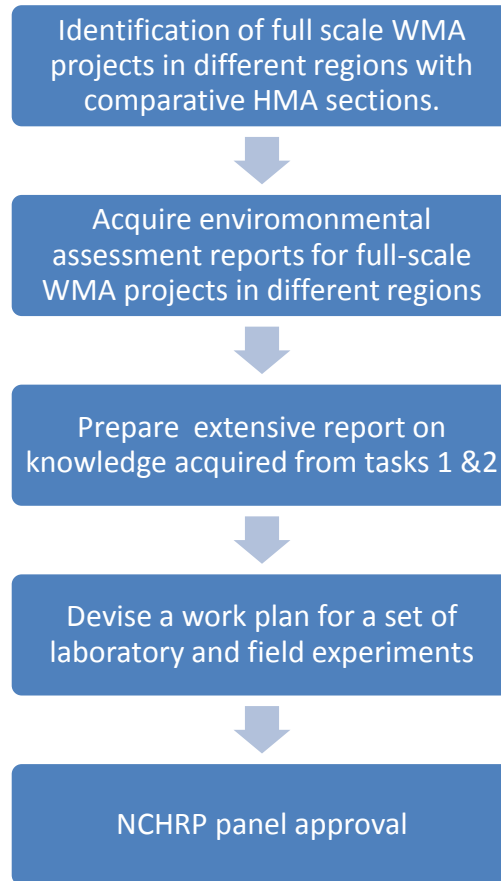 Identification of full scale WMA
projects in different regions with
comparative HMA sections.
Acquire enviromonmental
assessment reports for full-scale
WMA projects in different regions
Prepare extensive report on
knowledge acquired from tasks 1 &2
Devise a work plan for a set of
laboratory and field experiments
NCHRP panel approval